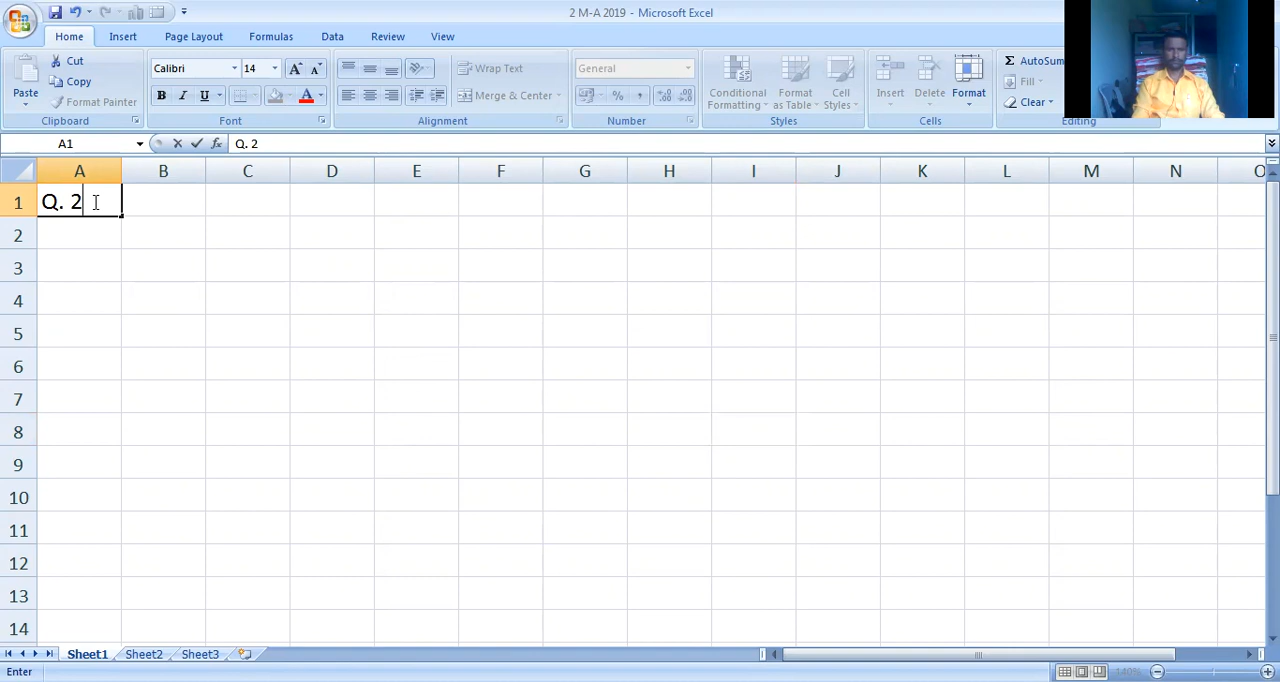 2 M-A 2019 - Microsoft Excel
Home Insert Page Layout Formulas Data Review View
Paste
Cut
Copy
Format Painter
Clipboard
Calibri 14
B I U
Font
Wrap Text
Merge & Center
Alignment
General
%
Number
Conditional Formatting
Format as Table
Cell Styles
Styles
Insert Delete Format
Cells
Σ AutoSum
Fill
Clear
Editing
A1 fx Q. 2
A B C D E F G H I J K L M N O
1 Q. 2
2
3
4
5
6
7
8
9
10
11
12
13
14
Sheet1 Sheet2 Sheet3
Enter 140%